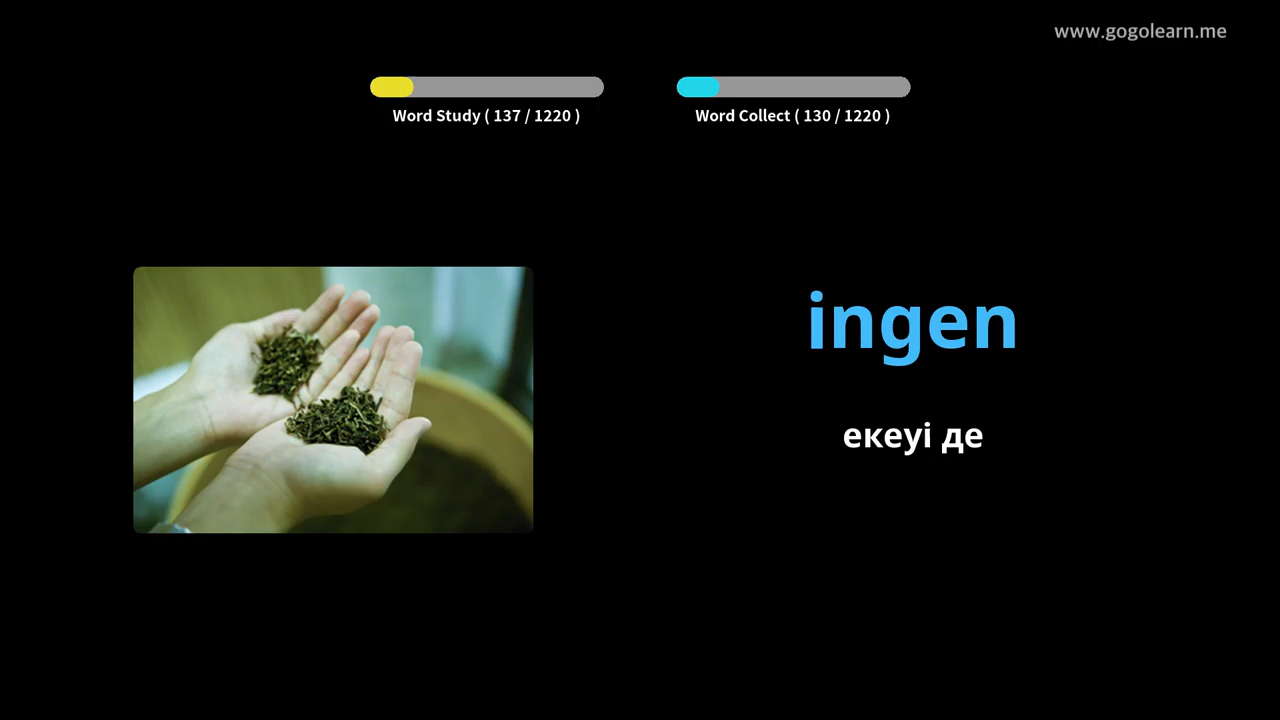 www.gogolearn.me
Word Study ( 137 / 1220 )
Word Collect ( 130 / 1220 )
ingen
екеуі де